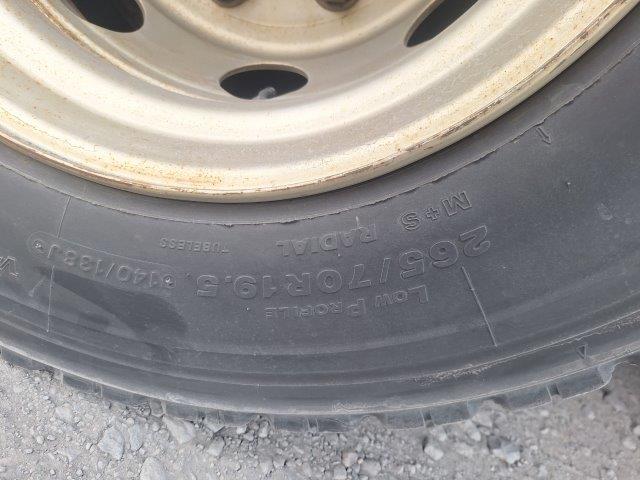 M+S
RADIAL
TUBELESS
265/70R19.5 140/138J
LOW PROFILE